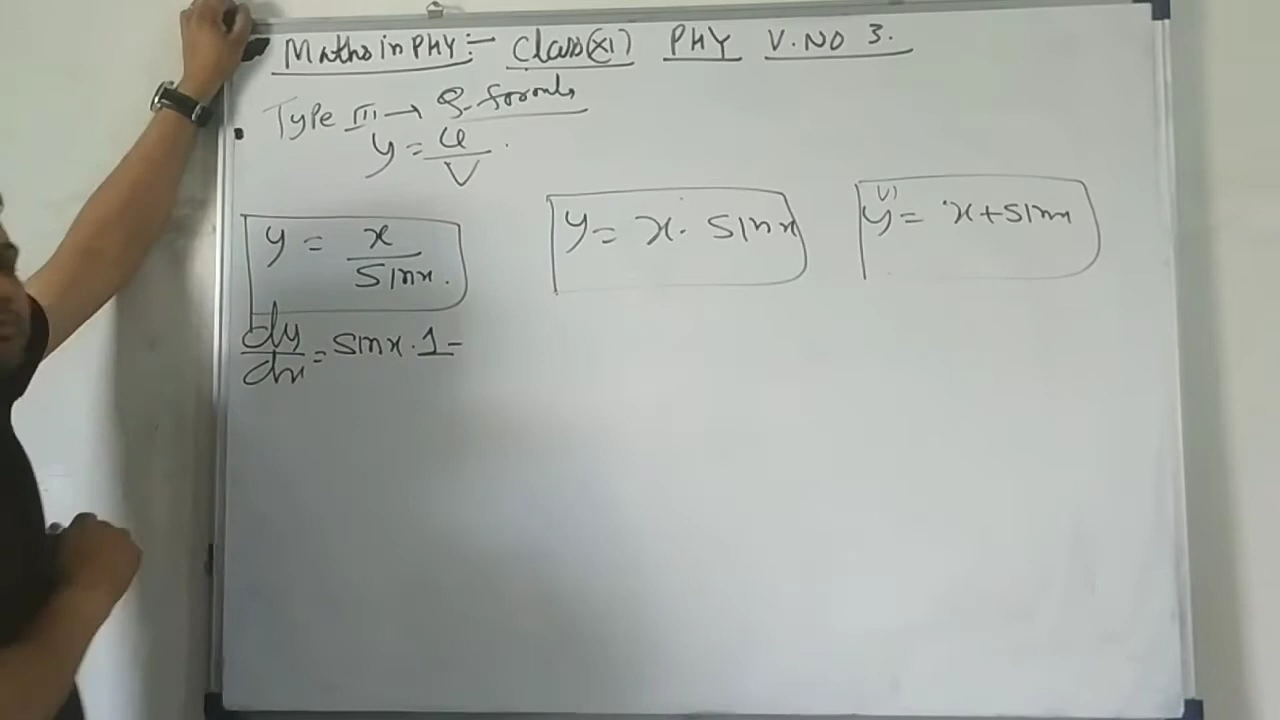 Maths in PHY:- Class(XI) PHY V.NO 3.
Type III → Q-formula
y = u/V.
y = x/Sinx.
y = x. Sinx
y = x+sinx
dy/dx = sinx.1-